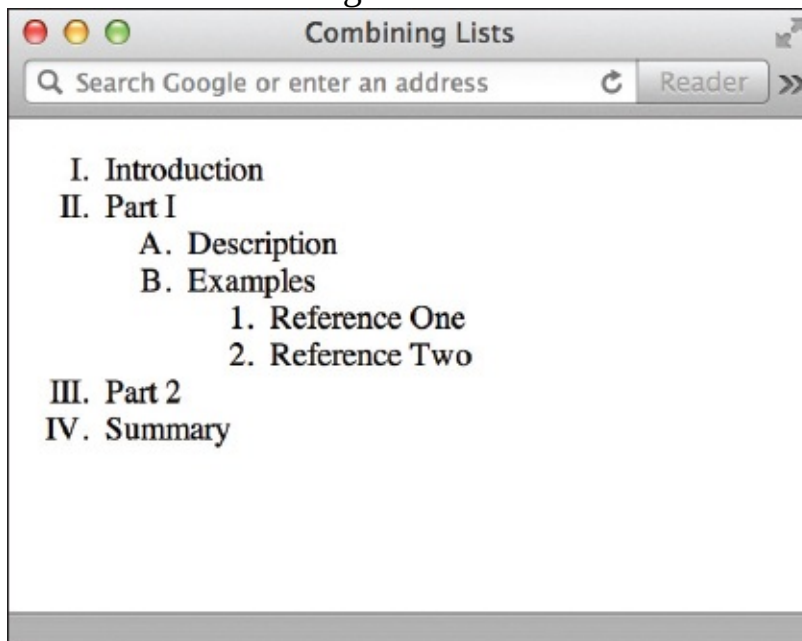 Combining Lists
Search Google or enter an address Reader
I. Introduction
II. Part I
A. Description
B. Examples
1. Reference One
2. Reference Two
III. Part 2
IV. Summary